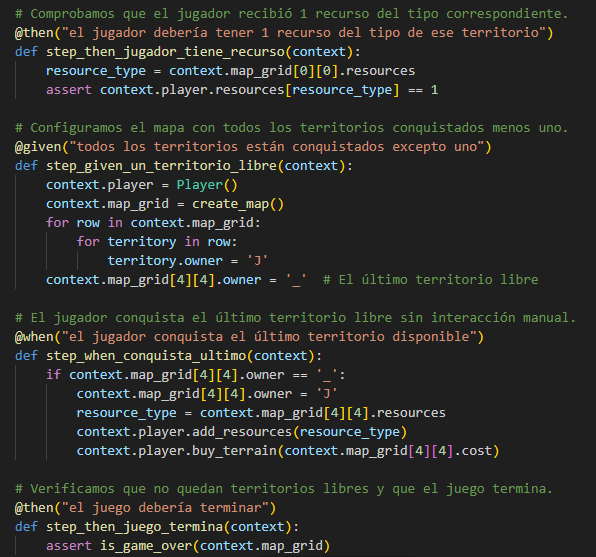 # Comprobamos que el jugador recibió 1 recurso del tipo correspondiente.
@then("el jugador debería tener 1 recurso del tipo de ese territorio")
def step_then_jugador_tiene_recurso(context):
    resource_type = context.map_grid[0][0].resources
    assert context.player.resources[resource_type] == 1

# Configuramos el mapa con todos los territorios conquistados menos uno.
@given("todos los territorios están conquistados excepto uno")
def step_given_un_territorio_libre(context):
    context.player = Player()
    context.map_grid = create_map()
    for row in context.map_grid:
        for territory in row:
            territory.owner = 'J'
    context.map_grid[4][4].owner = '_'  # El último territorio libre

# El jugador conquista el último territorio libre sin interacción manual.
@when("el jugador conquista el último territorio disponible")
def step_when_conquista_ultimo(context):
    if context.map_grid[4][4].owner == '_':
        context.map_grid[4][4].owner = 'J'
        resource_type = context.map_grid[4][4].resources
        context.player.add_resources(resource_type)
        context.player.buy_terrain(context.map_grid[4][4].cost)

# Verificamos que no quedan territorios libres y que el juego termina.
@then("el juego debería terminar")
def step_then_juego_termina(context):
    assert is_game_over(context.map_grid)